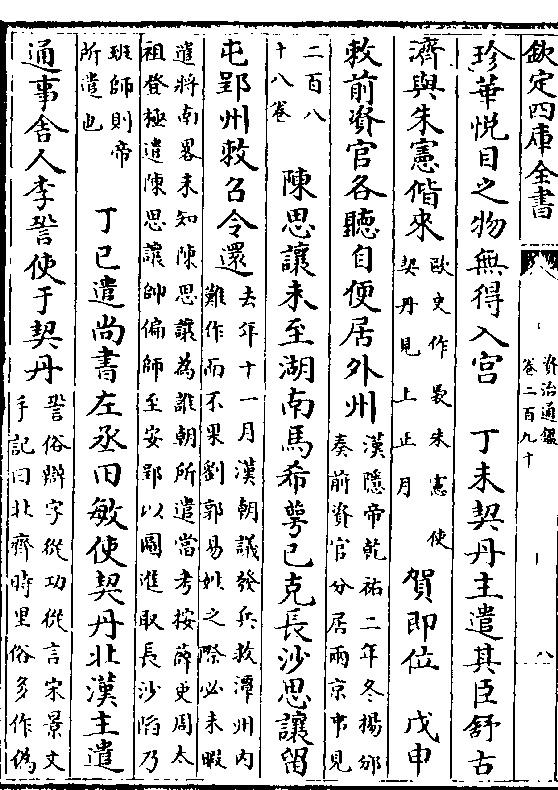 欽定四庫全書
資治通鑑
卷二百九十
八
珍華悅目之物無得入宮　丁未契丹主遣其臣㮇古
濟與朱憲偕來歐史作㮇朱憲使契丹見上正月賀即位　戊申
敕前資官各聽自便居外州漢隱帝乾祐二年冬楊邠奏前資官分居兩京事見
二百八十八卷　陳思讓未至湖南馬希萼已克長沙思讓留
屯郢州敕召令還去年十一月漢朝議發兵救潭州內難作而不果劉郭易姓之際必未暇
遣將南畧未知陳思讓為誰朝所遣當考按薛史周太祖登極遣陳思讓帥偏師至安郢以圖進取長沙䧟乃
班師則帝所遣也　丁巳遣尚書左丞田敏使契丹北漢主遣
通事舍人李𧦬使于契丹𧦬俗辯字從功從言宋景文手記曰北齊時里俗多作偽